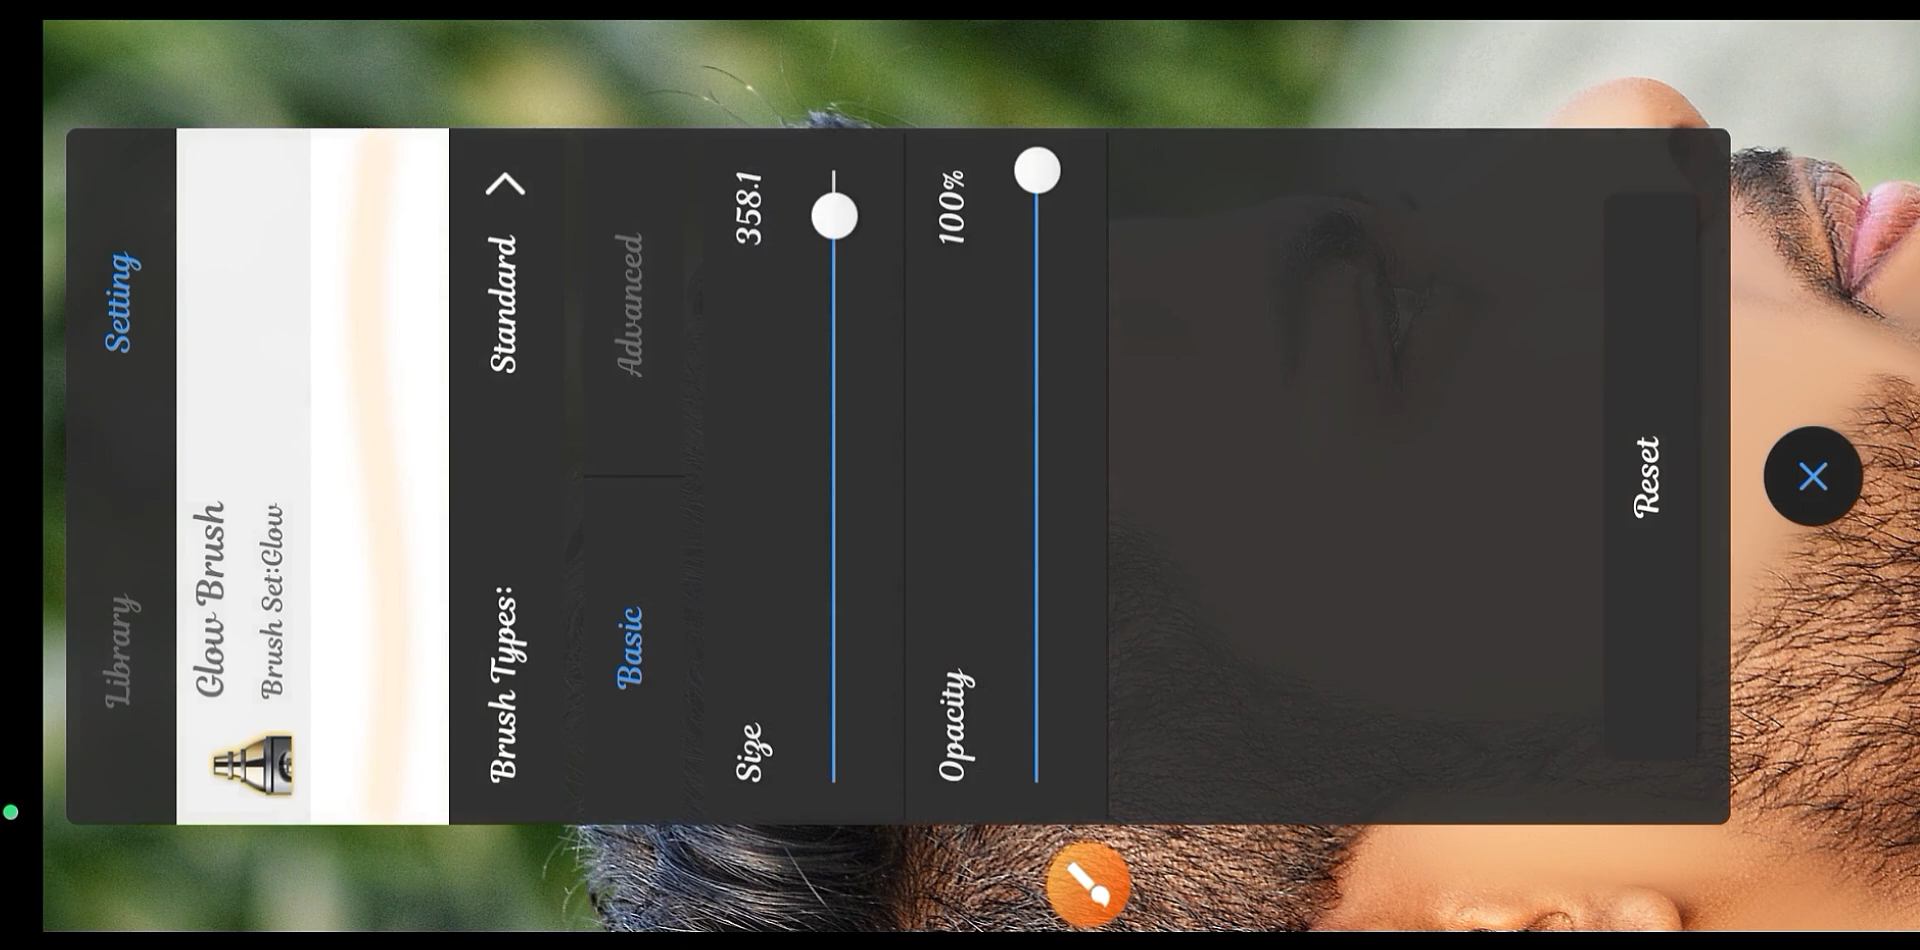 Library Setting
Glow Brush
Brush Set:Glow
Brush Types: Standard
Basic Advanced
Size 358.1
Opacity 100%
Reset